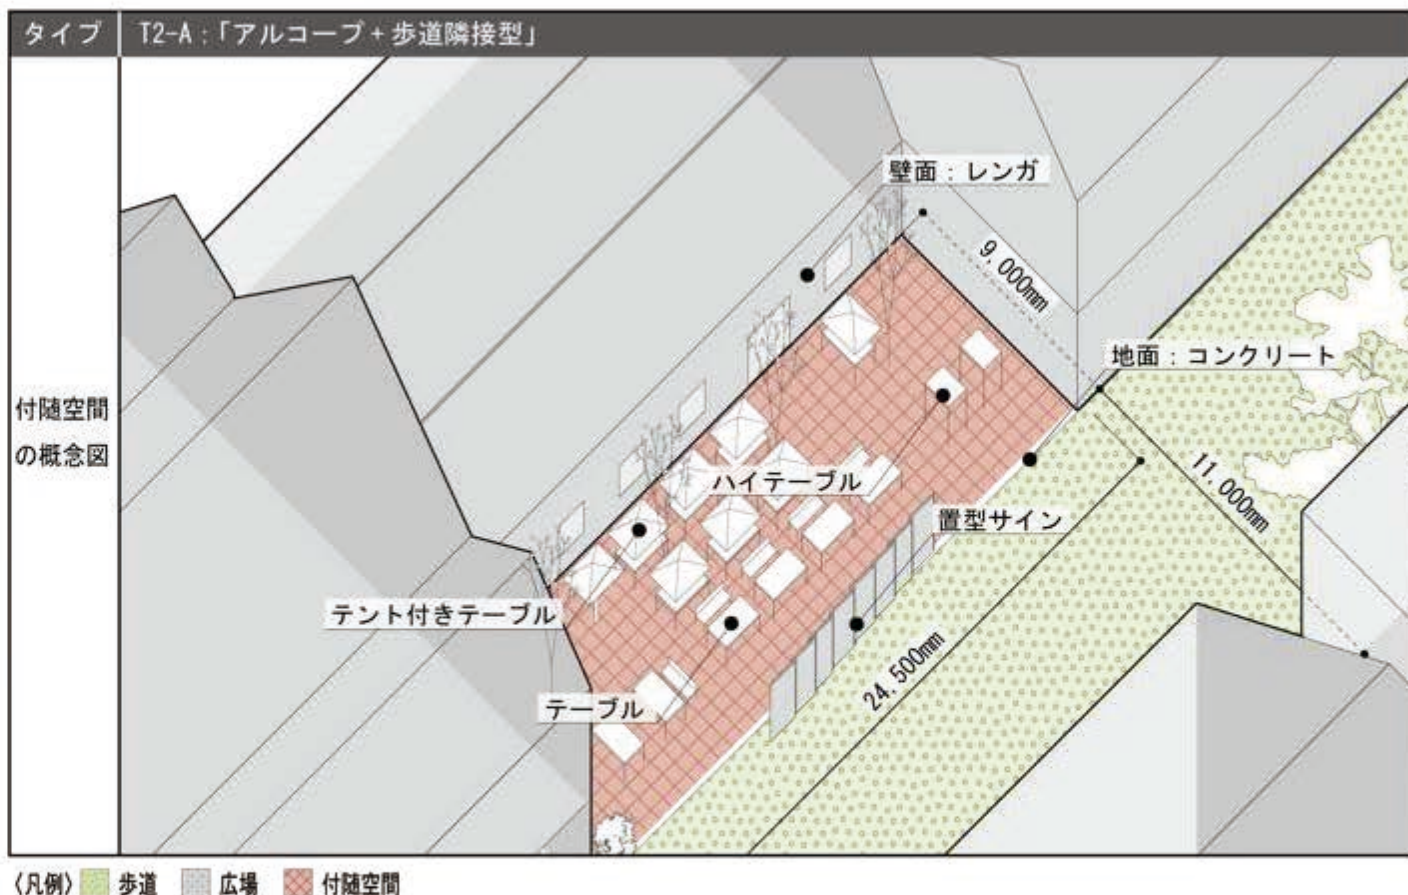 タイプ
T2-A：「アルコーブ + 歩道隣接型」
付随空間
の概念図
壁面：レンガ
9,000mm
地面：コンクリート
ハイテーブル
11,000mm
置型サイン
テント付きテーブル
24,500mm
テーブル
〈凡例〉 歩道 広場 付随空間